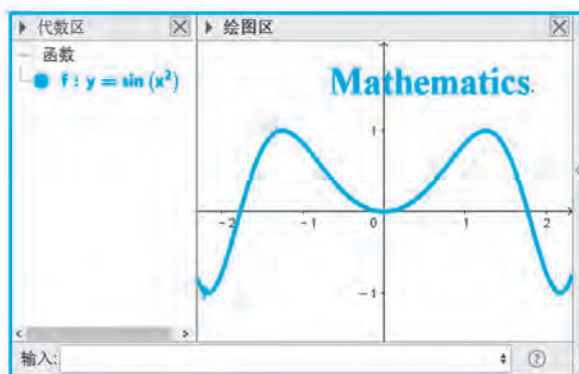 代数区
绘图区
函数
f : y = sin (x²)
Mathematics.
1
-2
-1
0
1
2
-1
输入: